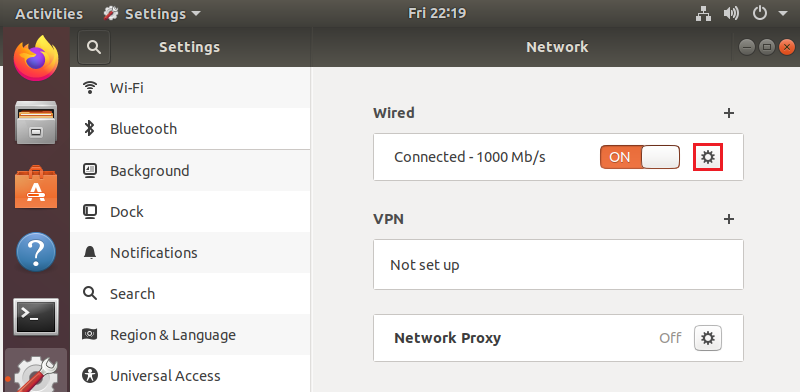 Activities Settings Fri 22:19
Settings Network
Wi-Fi
Bluetooth
Background
Dock
Notifications
Search
Region & Language
Universal Access
Wired
Connected - 1000 Mb/s ON
VPN
Not set up
Network Proxy Off